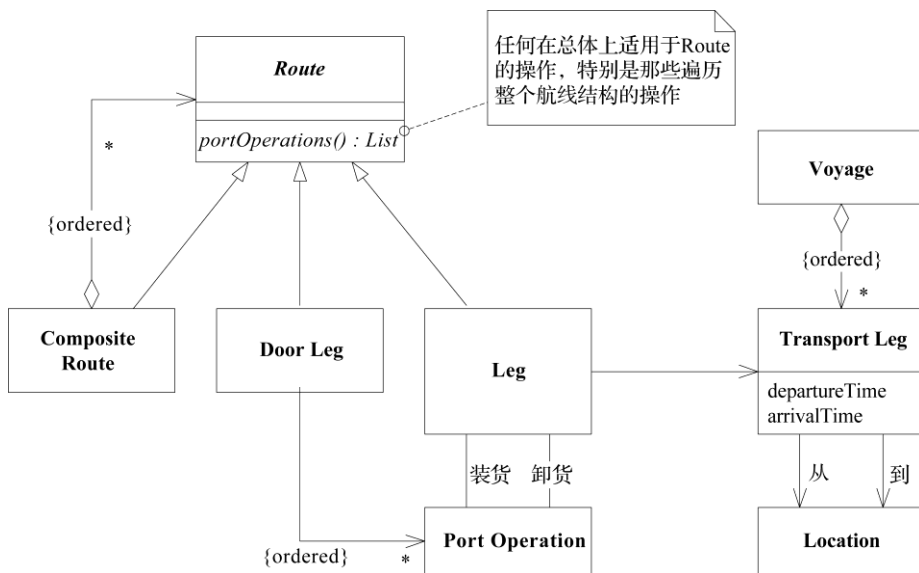 Route
portOperations() : List
任何在总体上适用于Route
的操作，特别是那些遍历
整个航线结构的操作
*
{ordered}
Voyage
{ordered}
*
Composite
Route
Door Leg
Leg
Transport Leg
departureTime
arrivalTime
装货
卸货
从
到
{ordered}
*
Port Operation
Location